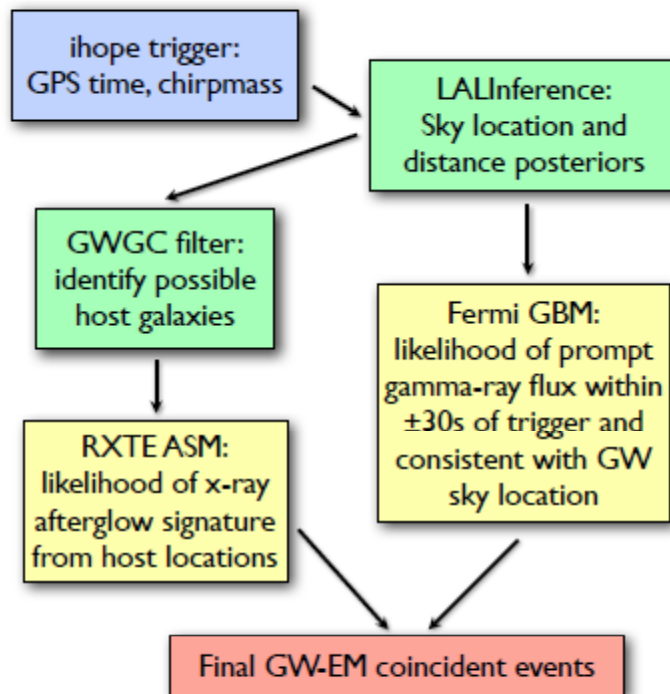 ihope trigger:
GPS time, chirpmass
LALInference:
Sky location and
distance posteriors
GWGC filter:
identify possible
host galaxies
Fermi GBM:
likelihood of prompt
gamma-ray flux within
±30s of trigger and
consistent with GW
sky location
RXTE ASM:
likelihood of x-ray
afterglow signature
from host locations
Final GW-EM coincident events